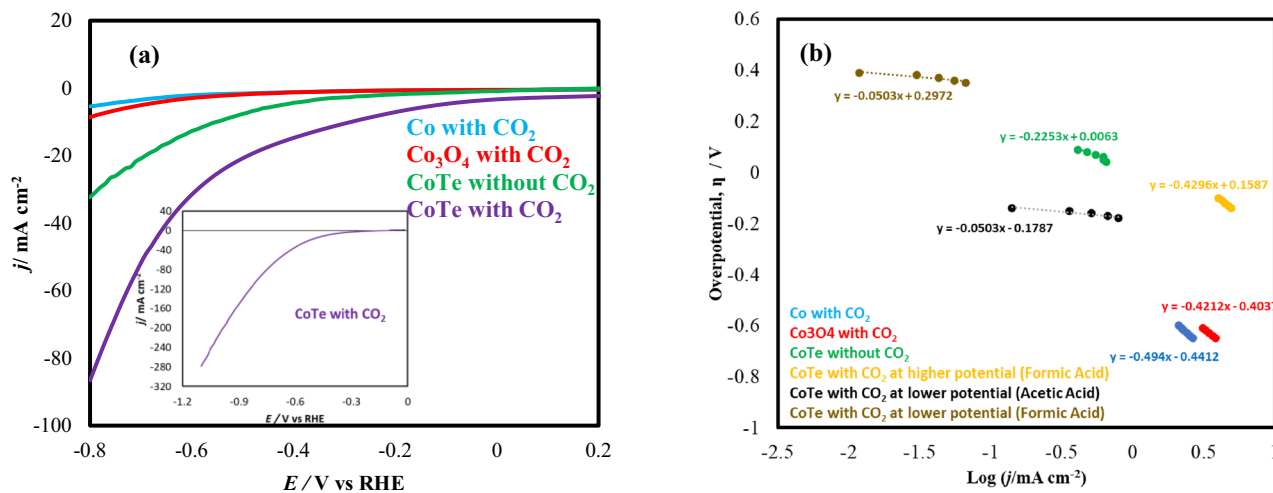 (a)
20
0
-20
-40
-60
-80
-100
j/ mA cm-2
-0.8
-0.6
-0.4
-0.2
0
0.2
E / V vs RHE
Co with CO2
Co3O4 with CO2
CoTe without CO2
CoTe with CO2
40
0
-40
-80
-120
-160
-200
-240
-280
-320
j/ mA cm-2
CoTe with CO2
-1.2
-0.9
-0.6
-0.3
0
E / V vs RHE
(b)
0.6
0.4
0.2
0
-0.2
-0.4
-0.6
-0.8
-1
Overpotential, η / V
y = -0.0503x + 0.2972
y = -0.2253x + 0.0063
y = -0.4296x + 0.1587
y = -0.0503x - 0.1787
y = -0.4212x - 0.4037
y = -0.494x - 0.4412
Co with CO2
Co3O4 with CO2
CoTe without CO2
CoTe with CO2 at higher potential (Formic Acid)
CoTe with CO2 at lower potential (Acetic Acid)
CoTe with CO2 at lower potential (Formic Acid)
-2.5
-2
-1.5
-1
-0.5
0
0.5
1
Log (j/mA cm-2)